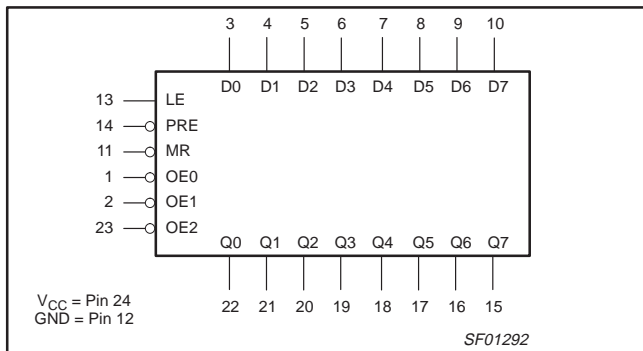 3 4 5 6 7 8 9 10
D0 D1 D2 D3 D4 D5 D6 D7
13 LE
14 PRE
11 MR
1 OE0
2 OE1
23 OE2
Q0 Q1 Q2 Q3 Q4 Q5 Q6 Q7
22 21 20 19 18 17 16 15
VCC = Pin 24
GND = Pin 12
SF01292